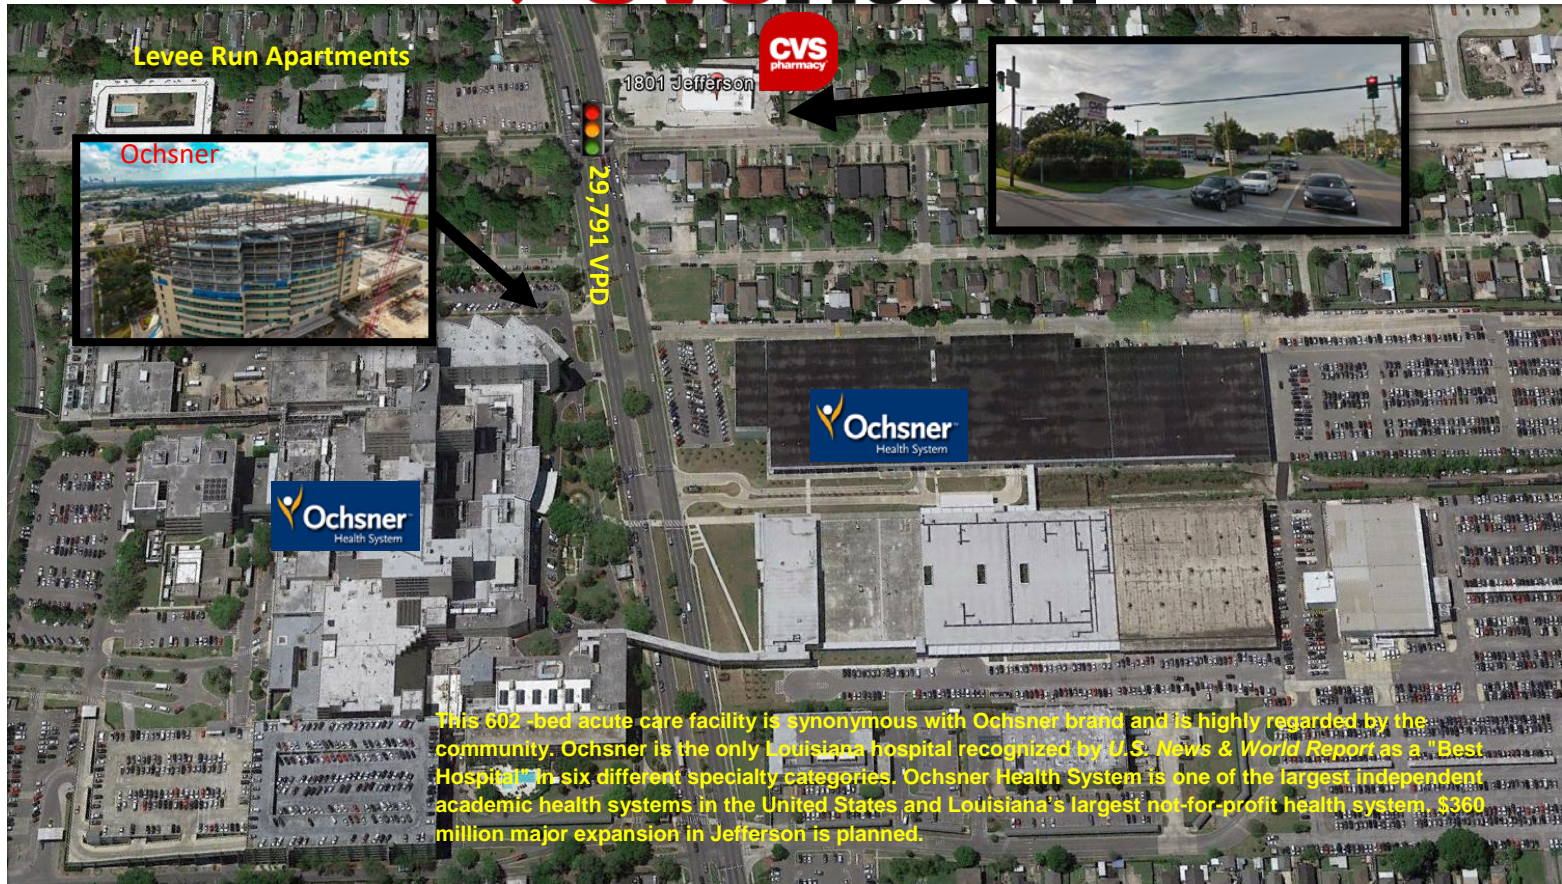 CVS Health.
Levee Run Apartments
CVS
pharmacy
1801 Jefferson
Ochsner
CVS
29,791 VPD
Ochsner
Health System
Ochsner
Health System
This 602 -bed acute care facility is synonymous with Ochsner brand and is highly regarded by the
community. Ochsner is the only Louisiana hospital recognized by U.S. News & World Report as a "Best
Hospital" in six different specialty categories. Ochsner Health System is one of the largest independent
academic health systems in the United States and Louisiana's largest not-for-profit health system. $360
million major expansion in Jefferson is planned.